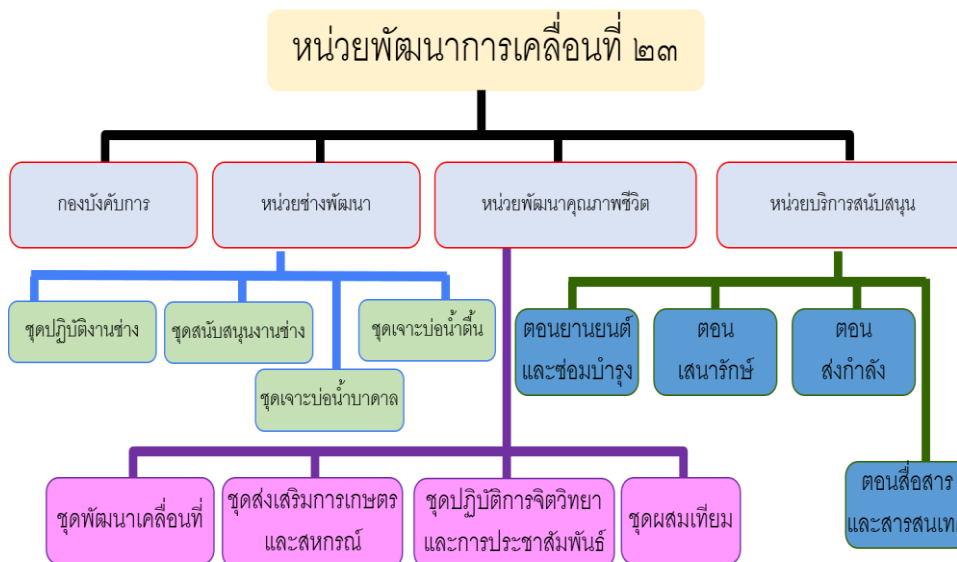 หน่วยพัฒนาการเคลื่อนที่ ๒๓
กองบังคับการ
หน่วยช่างพัฒนา
หน่วยพัฒนาคุณภาพชีวิต
หน่วยบริการสนับสนุน
ชุดปฏิบัติงานช่าง
ชุดสนับสนุนงานช่าง
ชุดเจาะบ่อน้ำตื้น
ชุดเจาะบ่อน้ำบาดาล
ตอนยานยนต์
และซ่อมบำรุง
ตอน
เสนารักษ์
ตอน
ส่งกำลัง
ชุดพัฒนาเคลื่อนที่
ชุดส่งเสริมการเกษตร
และสหกรณ์
ชุดปฏิบัติการจิตวิทยา
และการประชาสัมพันธ์
ชุดผสมเทียม
ตอนสื่อสาร